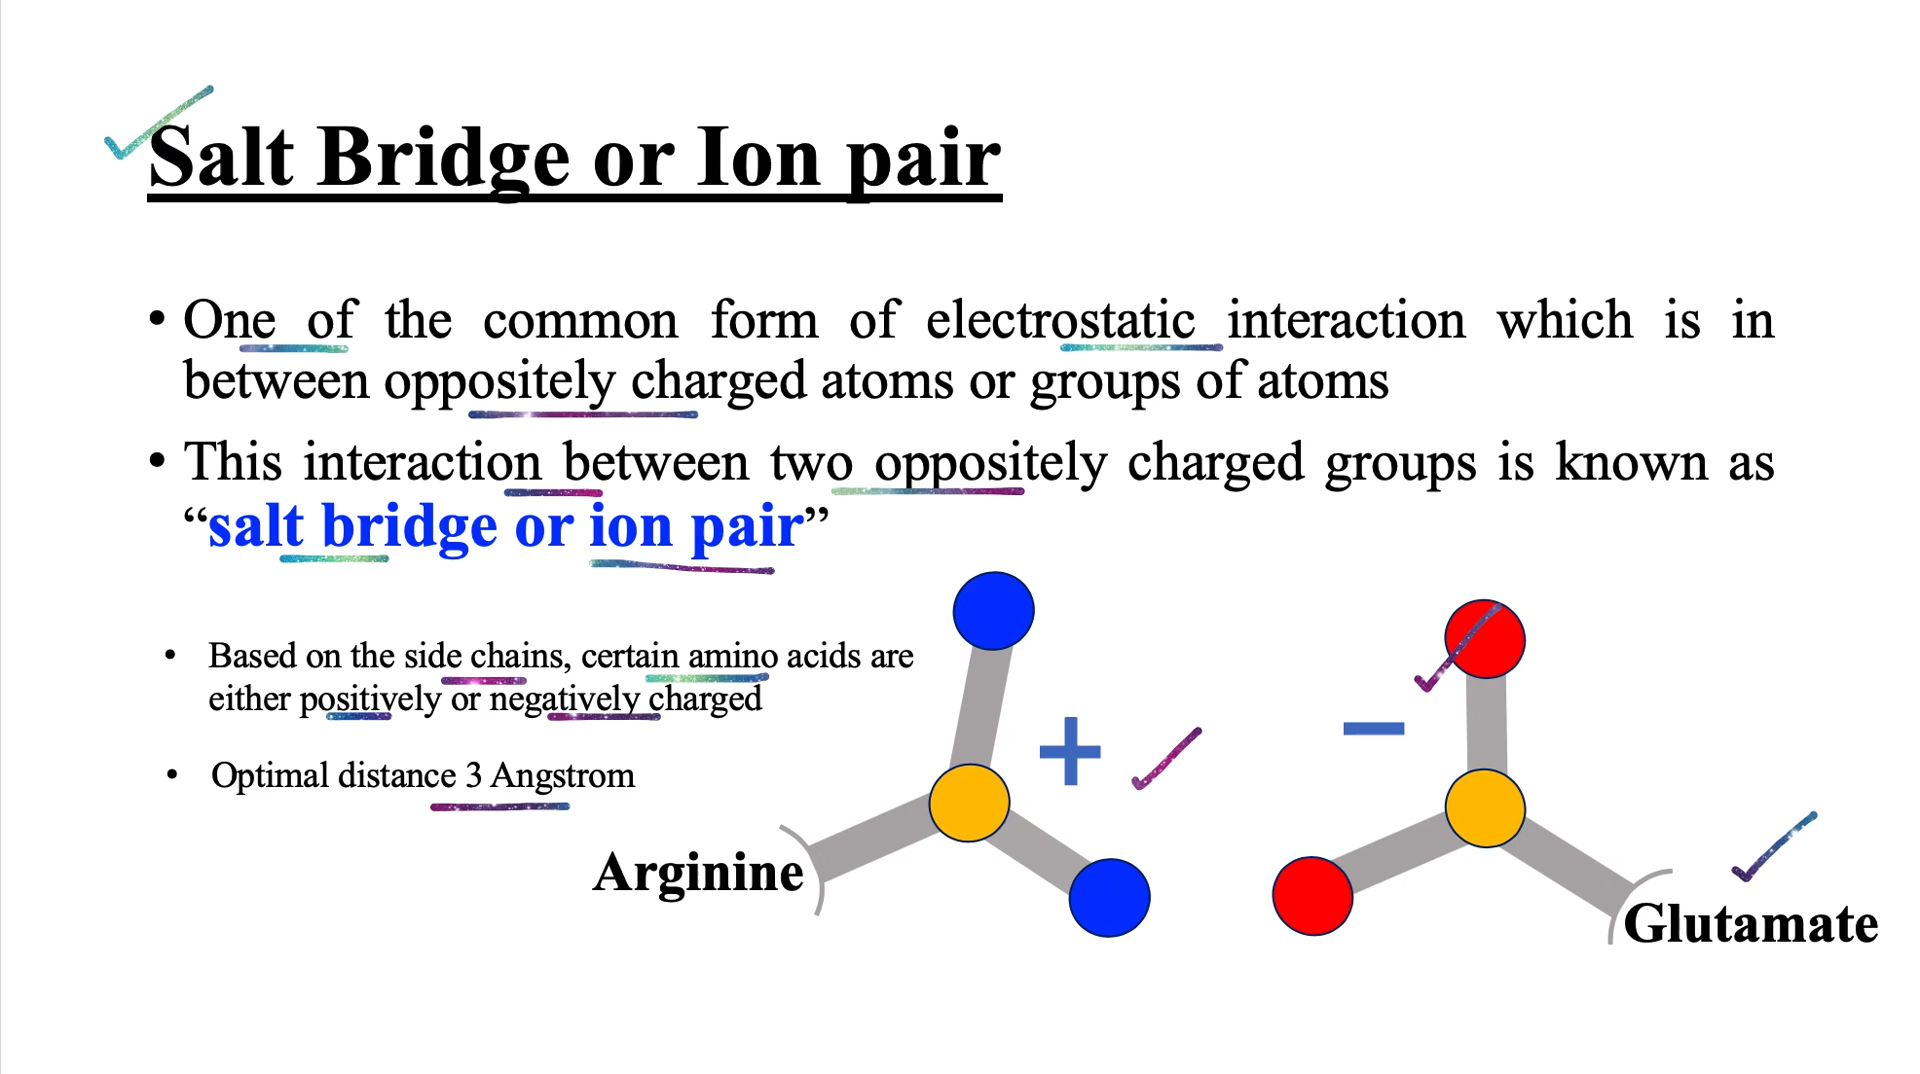 Salt Bridge or Ion pair
• One of the common form of electrostatic interaction which is in
between oppositely charged atoms or groups of atoms
• This interaction between two oppositely charged groups is known as
“salt bridge or ion pair”
• Based on the side chains, certain amino acids are
either positively or negatively charged
• Optimal distance 3 Angstrom
+
−
Arginine
Glutamate